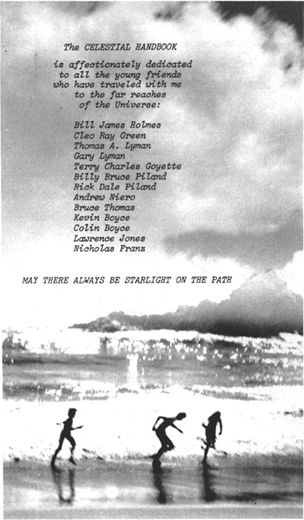 The CELESTIAL HANDBOOK
is affectionately dedicated
to all the young friends
who have traveled with me
to the far reaches
of the Universe:
Bill James Holmes
Cleo Ray Green
Thomas A. Lyman
Gary Lyman
Terry Charles Goyette
Billy Bruce Piland
Rick Dale Piland
Andrew Niero
Bruce Thomas
Kevin Boyce
Colin Boyce
Lawrence Jones
Nicholas Franz
MAY THERE ALWAYS BE STARLIGHT ON THE PATH